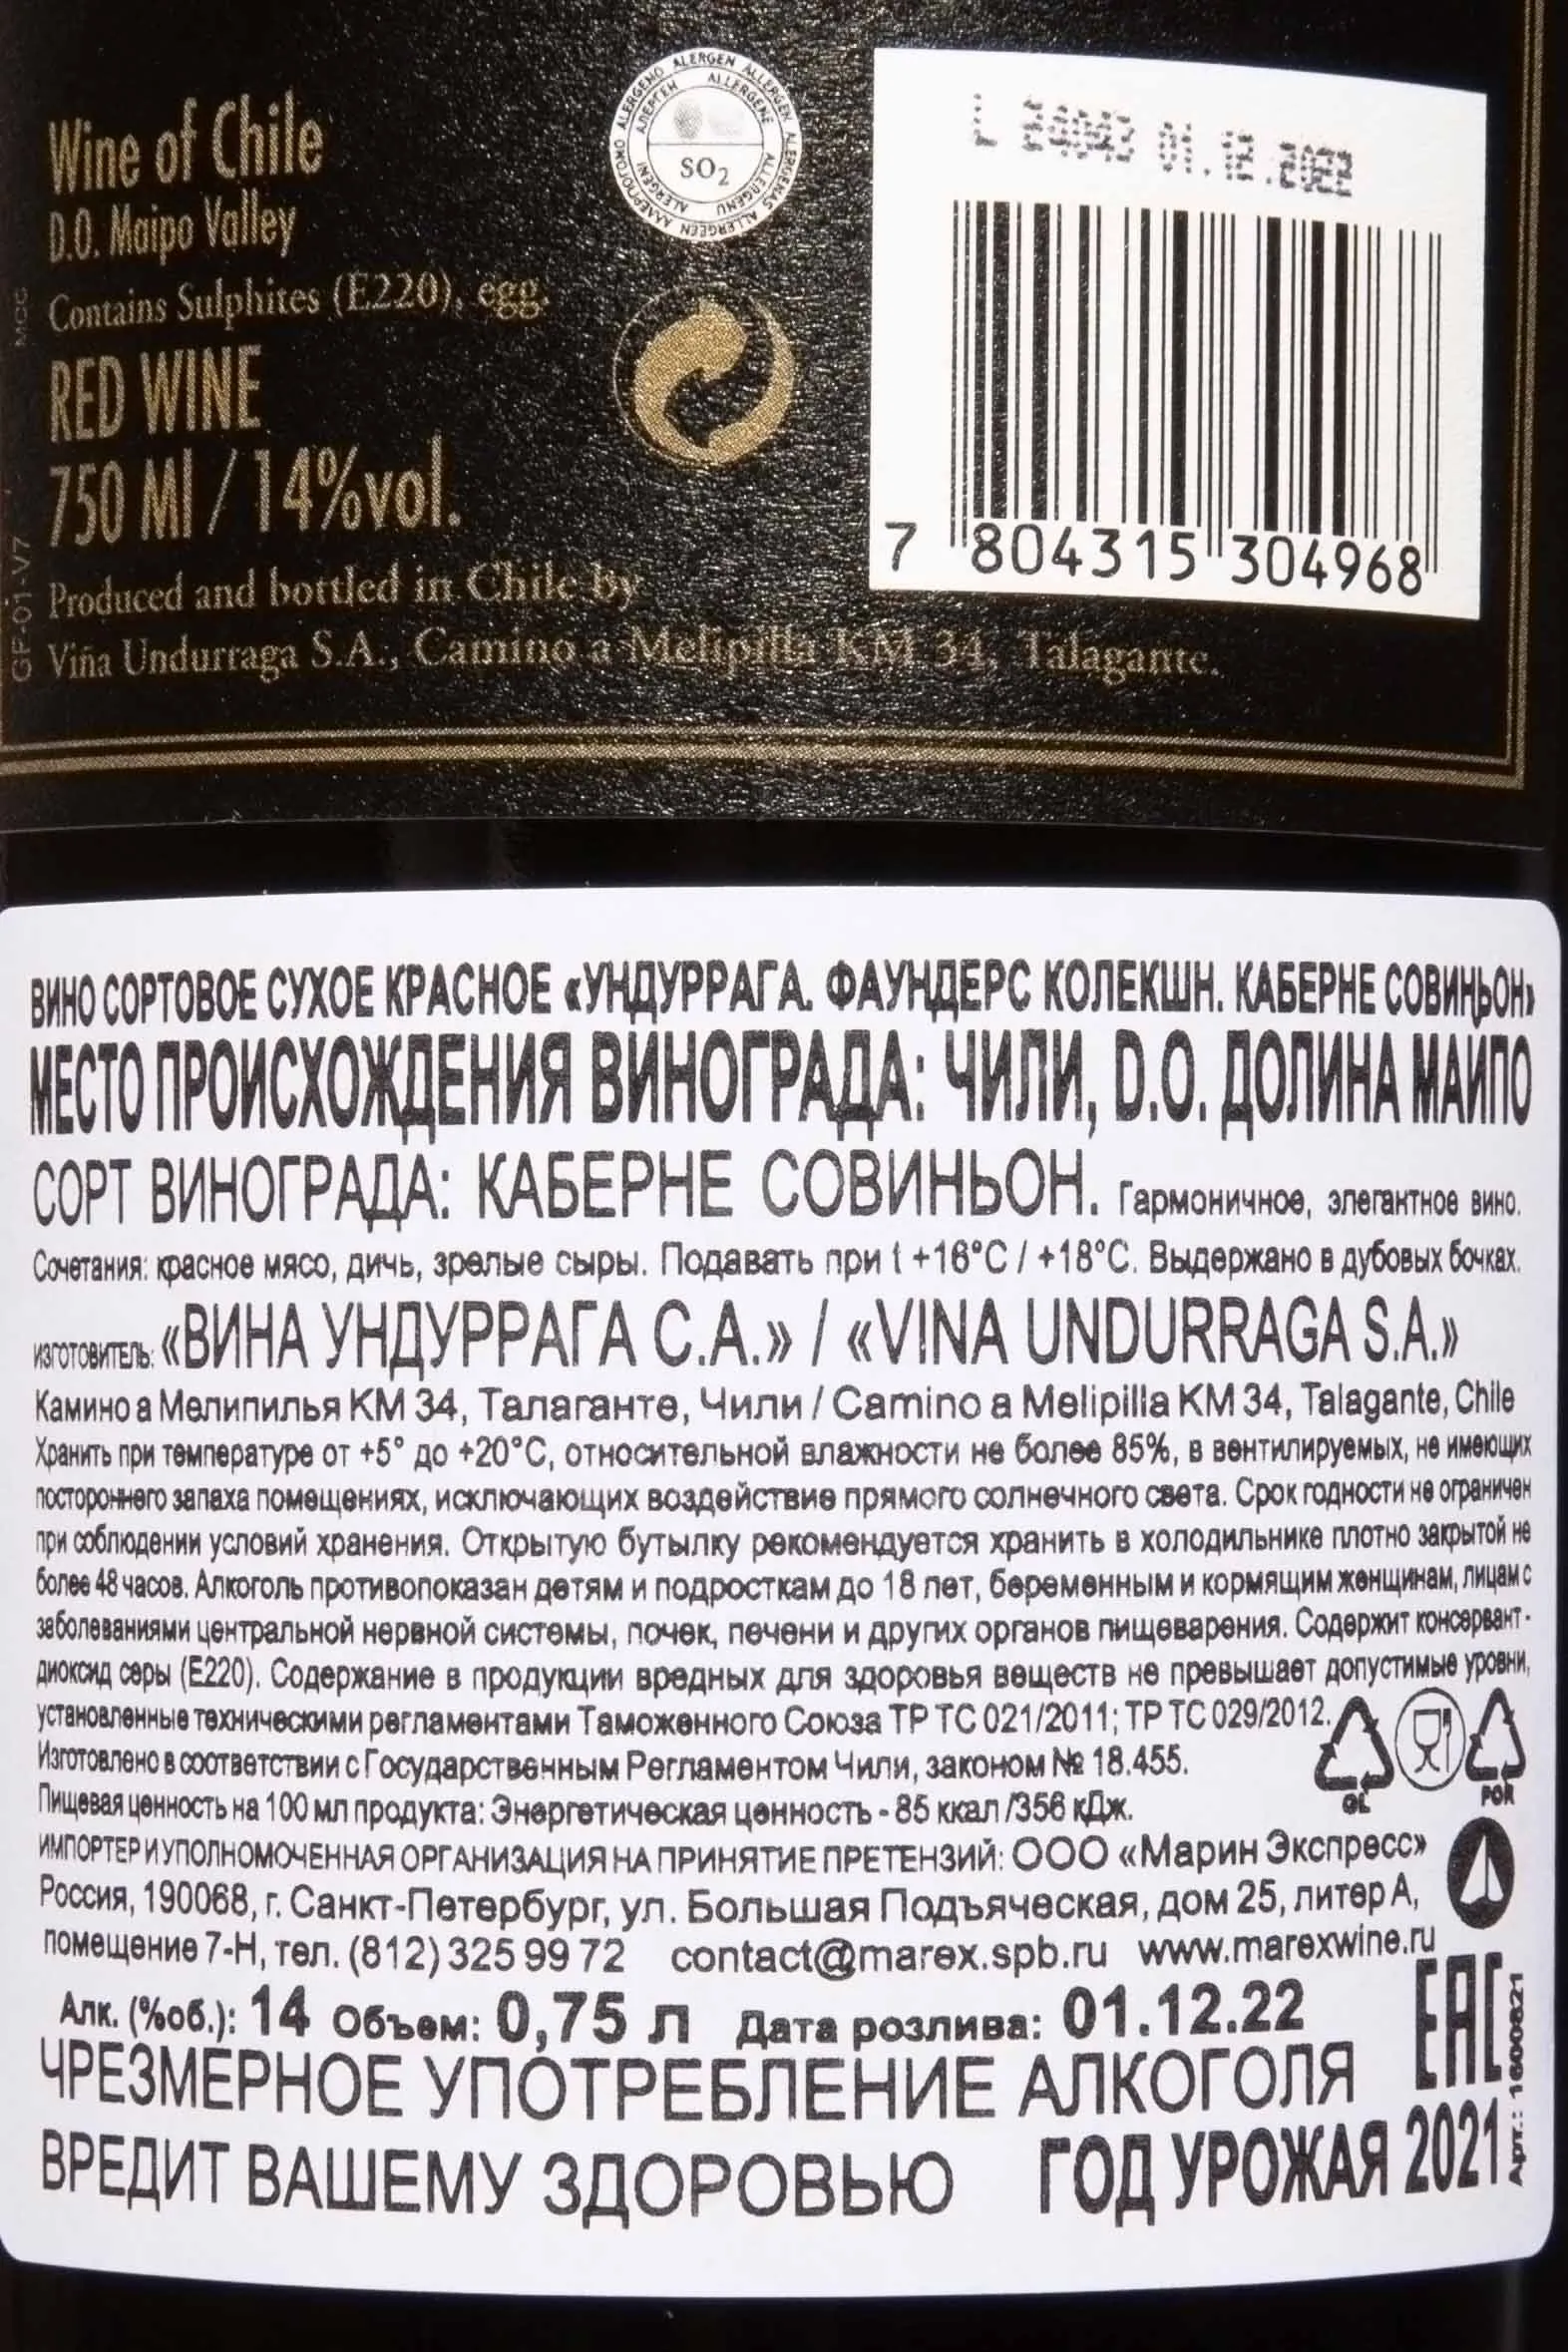 Wine of Chile
D.O. Maipo Valley
Contains Sulphites (E220), egg.
RED WINE
750 Ml / 14%vol.
Produced and bottled in Chile by
Viña Undurraga S.A., Camino a Melipilla KM 34, Talagante.
MCC
GF-01-V7
SO2
01.12.2022
7 804315 304968
ВИНО СОРТОВОЕ СУХОЕ КРАСНОЕ «УНДУРРАГА. ФАУНДЕРС КОЛЕКШН. КАБЕРНЕ СОВИНЬОН»
МЕСТО ПРОИСХОЖДЕНИЯ ВИНОГРАДА: ЧИЛИ, D.O. ДОЛИНА МАЙПО
СОРТ ВИНОГРАДА: КАБЕРНЕ СОВИНЬОН. Гармоничное, элегантное вино.
Сочетания: красное мясо, дичь, зрелые сыры. Подавать при t +16°С / +18°С. Выдержано в дубовых бочках.
ИЗГОТОВИТЕЛЬ: «ВИНА УНДУРРАГА С.А.» / «VINA UNDURRAGA S.A.»
Камино а Мелипилья КМ 34, Талаганте, Чили / Camino a Melipilla KM 34, Talagante, Chile
Хранить при температуре от +5° до +20°С, относительной влажности не более 85%, в вентилируемых, не имеющих
постороннего запаха помещениях, исключающих воздействие прямого солнечного света. Срок годности не ограничен
при соблюдении условий хранения. Открытую бутылку рекомендуется хранить в холодильнике плотно закрытой не
более 48 часов. Алкоголь противопоказан детям и подросткам до 18 лет, беременным и кормящим женщинам, лицам с
заболеваниями центральной нервной системы, почек, печени и других органов пищеварения. Содержит консервант -
диоксид серы (Е220). Содержание в продукции вредных для здоровья веществ не превышает допустимые уровни,
установленные техническими регламентами Таможенного Союза ТР ТС 021/2011; ТР ТС 029/2012.
Изготовлено в соответствии с Государственным Регламентом Чили, законом № 18.455.
Пищевая ценность на 100 мл продукта: Энергетическая ценность - 85 ккал /356 кДж.
GL
FOR
ИМПОРТЕР И УПОЛНОМОЧЕННАЯ ОРГАНИЗАЦИЯ НА ПРИНЯТИЕ ПРЕТЕНЗИЙ: ООО «Марин Экспресс»
Россия, 190068, г. Санкт-Петербург, ул. Большая Подъяческая, дом 25, литер А,
помещение 7-Н, тел. (812) 325 99 72 contact@marex.spb.ru www.marexwine.ru
Алк. (%об.): 14 Объем: 0,75 л Дата розлива: 01.12.22
ЕАС
ЧРЕЗМЕРНОЕ УПОТРЕБЛЕНИЕ АЛКОГОЛЯ
ВРЕДИТ ВАШЕМУ ЗДОРОВЬЮ ГОД УРОЖАЯ 2021
Арт.: 1600821